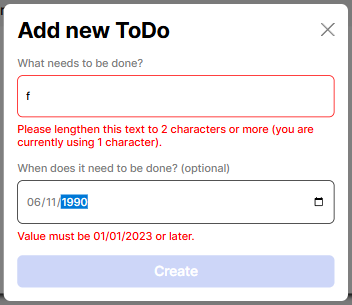 Add new ToDo
What needs to be done?
f
Please lengthen this text to 2 characters or more (you are
currently using 1 character).
When does it need to be done? (optional)
06/11/1990
Value must be 01/01/2023 or later.
Create